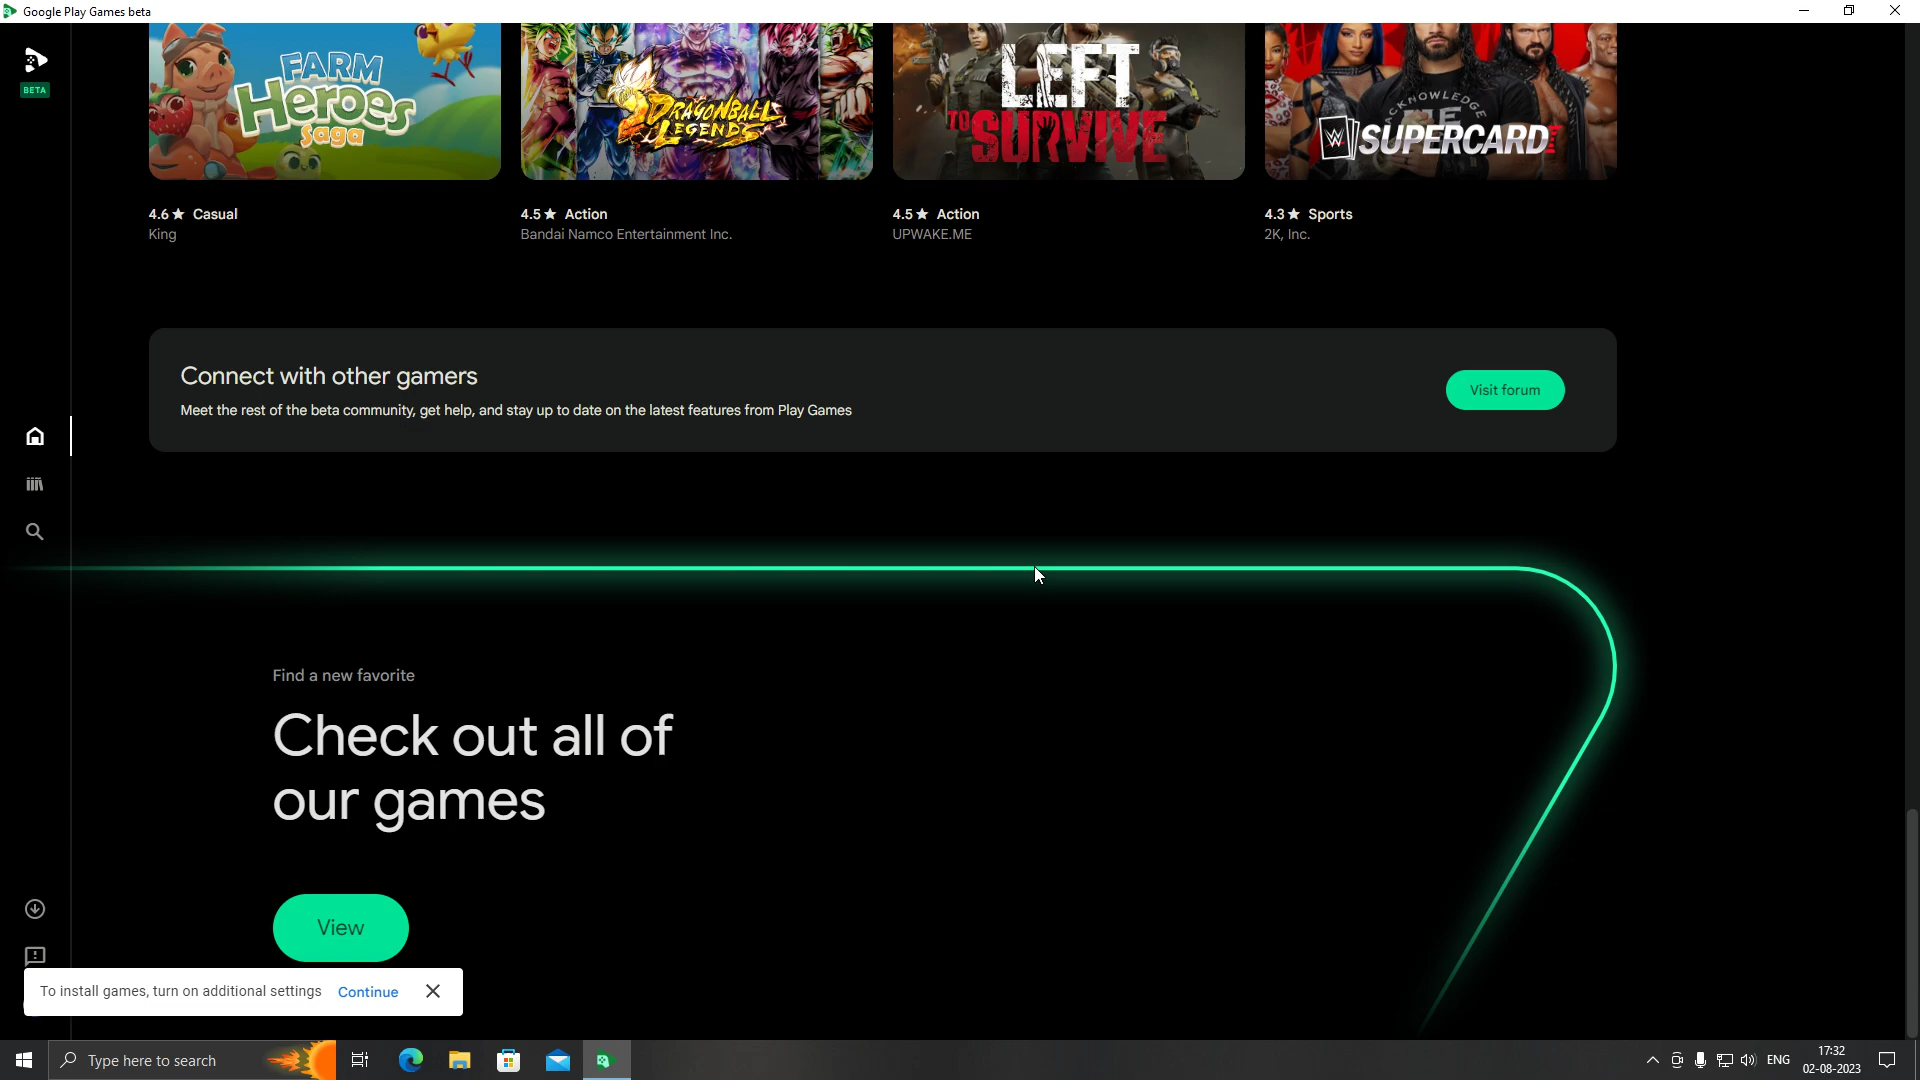 Google Play Games beta
BETA
FARM
Heroes
Saga
DRAGONBALL
LEGENDS
LEFT
TO SURVIVE
ACKNOWLEDGE
ME
W SUPERCARD
4.6★ Casual
King
4.5★ Action
Bandai Namco Entertainment Inc.
4.5★ Action
UPWAKE.ME
4.3★ Sports
2K, Inc.
Connect with other gamers
Meet the rest of the beta community, get help, and stay up to date on the latest features from Play Games
Visit forum
Find a new favorite
Check out all of
our games
View
To install games, turn on additional settings Continue
Type here to search
ENG
17:32
02-08-2023